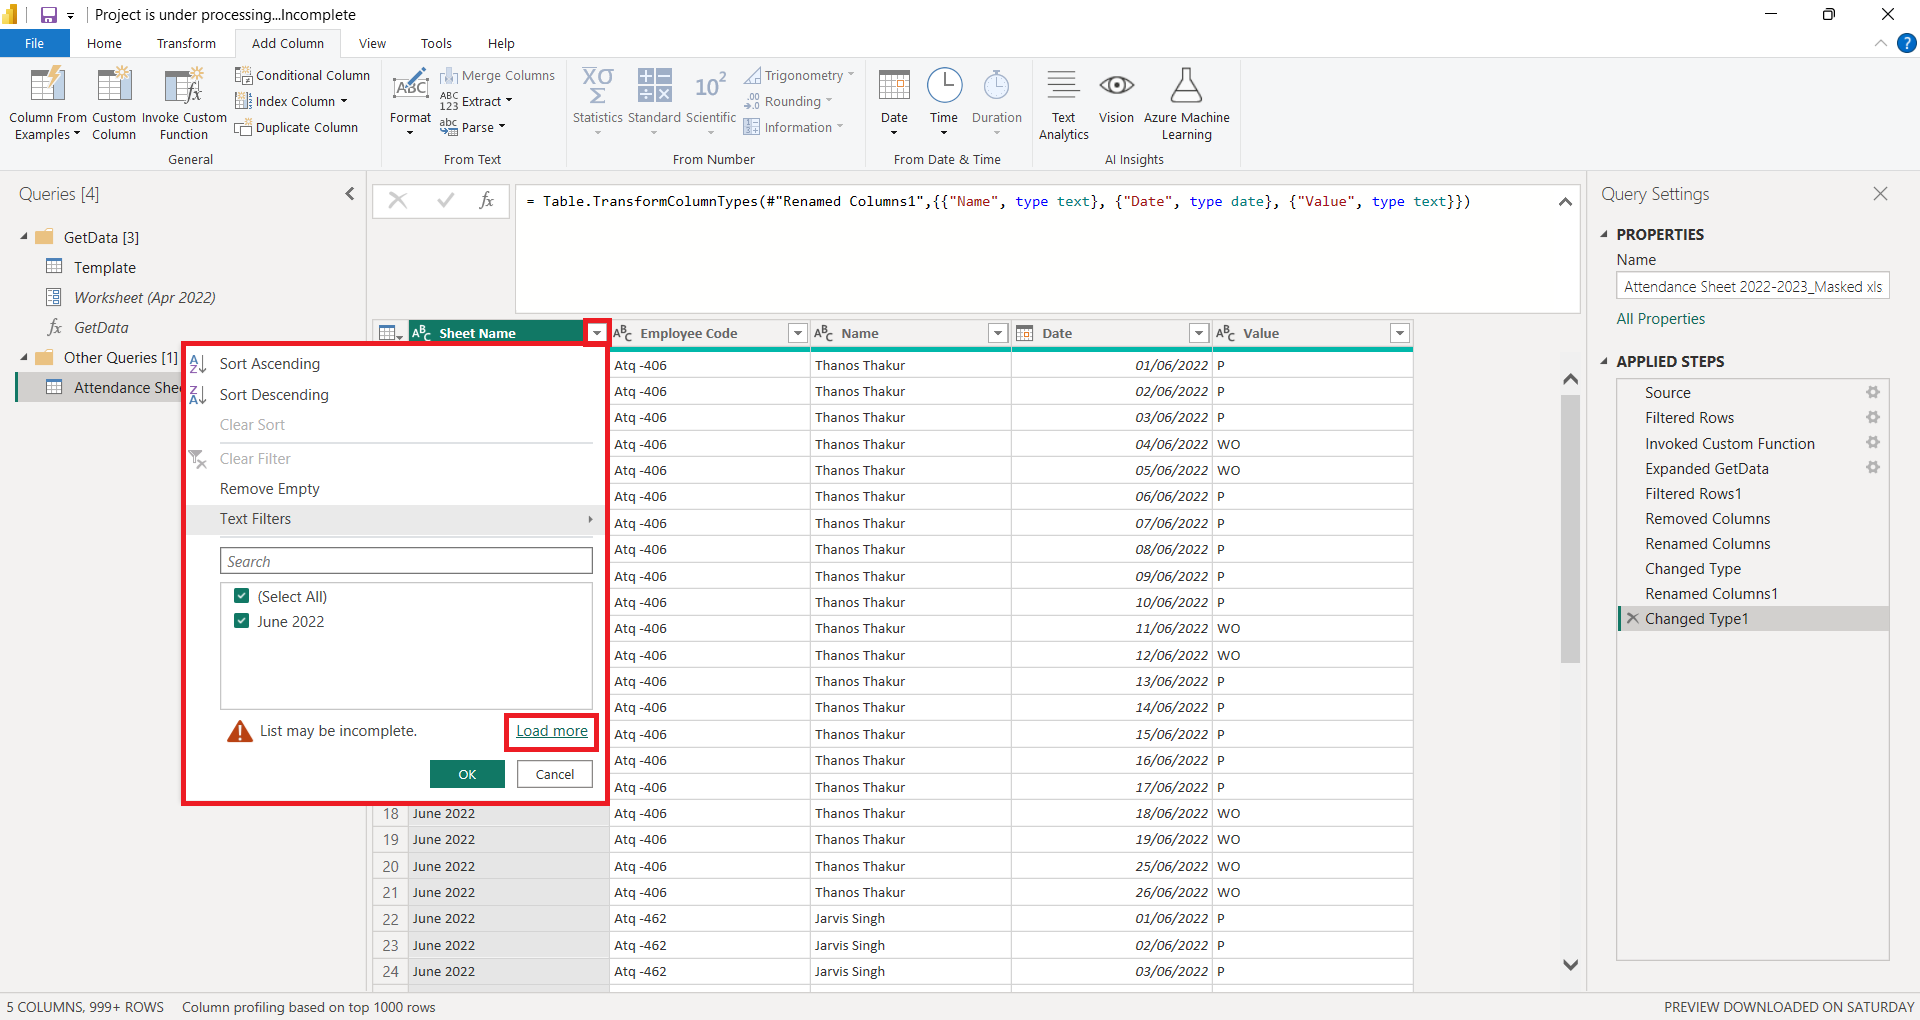 Project is under processing...Incomplete
File Home Transform Add Column View Tools Help
?
Column From Examples
Custom Column
Invoke Custom Function
Conditional Column
Index Column
Duplicate Column
General
ABC
Format
Merge Columns
ABC 123 Extract
abc Parse
From Text
XΣσ
Statistics
Standard
10²
Scientific
Trigonometry
.00 Rounding
Information
From Number
Date
Time
Duration
From Date & Time
Text Analytics
Vision
Azure Machine Learning
AI Insights
Queries [4]
GetData [3]
Template
Worksheet (Apr 2022)
fx GetData
Other Queries [1]
Attendance Shee
fx
= Table.TransformColumnTypes(#"Renamed Columns1",{{"Name", type text}, {"Date", type date}, {"Value", type text}})
ABC Sheet Name ABC Employee Code ABC Name Date ABC Value
Sort Ascending
Sort Descending
Clear Sort
Clear Filter
Remove Empty
Text Filters
Search
(Select All)
June 2022
List may be incomplete. Load more
OK Cancel
Atq -406 Thanos Thakur 01/06/2022 P
Atq -406 Thanos Thakur 02/06/2022 P
Atq -406 Thanos Thakur 03/06/2022 P
Atq -406 Thanos Thakur 04/06/2022 WO
Atq -406 Thanos Thakur 05/06/2022 WO
Atq -406 Thanos Thakur 06/06/2022 P
Atq -406 Thanos Thakur 07/06/2022 P
Atq -406 Thanos Thakur 08/06/2022 P
Atq -406 Thanos Thakur 09/06/2022 P
Atq -406 Thanos Thakur 10/06/2022 P
Atq -406 Thanos Thakur 11/06/2022 WO
Atq -406 Thanos Thakur 12/06/2022 WO
Atq -406 Thanos Thakur 13/06/2022 P
Atq -406 Thanos Thakur 14/06/2022 P
Atq -406 Thanos Thakur 15/06/2022 P
Atq -406 Thanos Thakur 16/06/2022 P
Atq -406 Thanos Thakur 17/06/2022 P
18 June 2022 Atq -406 Thanos Thakur 18/06/2022 WO
19 June 2022 Atq -406 Thanos Thakur 19/06/2022 WO
20 June 2022 Atq -406 Thanos Thakur 25/06/2022 WO
21 June 2022 Atq -406 Thanos Thakur 26/06/2022 WO
22 June 2022 Atq -462 Jarvis Singh 01/06/2022 P
23 June 2022 Atq -462 Jarvis Singh 02/06/2022 P
24 June 2022 Atq -462 Jarvis Singh 03/06/2022 P
Query Settings
PROPERTIES
Name
Attendance Sheet 2022-2023_Masked xls
All Properties
APPLIED STEPS
Source
Filtered Rows
Invoked Custom Function
Expanded GetData
Filtered Rows1
Removed Columns
Renamed Columns
Changed Type
Renamed Columns1
Changed Type1
5 COLUMNS, 999+ ROWS Column profiling based on top 1000 rows
PREVIEW DOWNLOADED ON SATURDAY